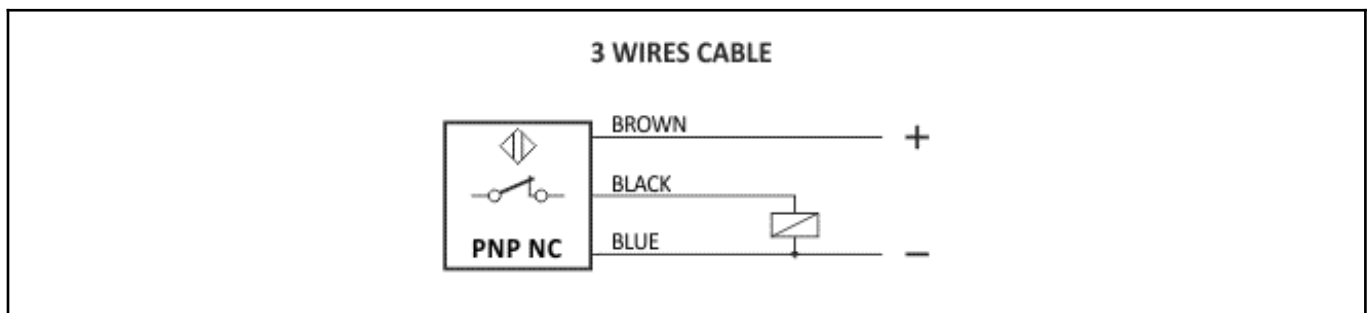 3 WIRES CABLE
BROWN
+
BLACK
PNP NC
BLUE
−